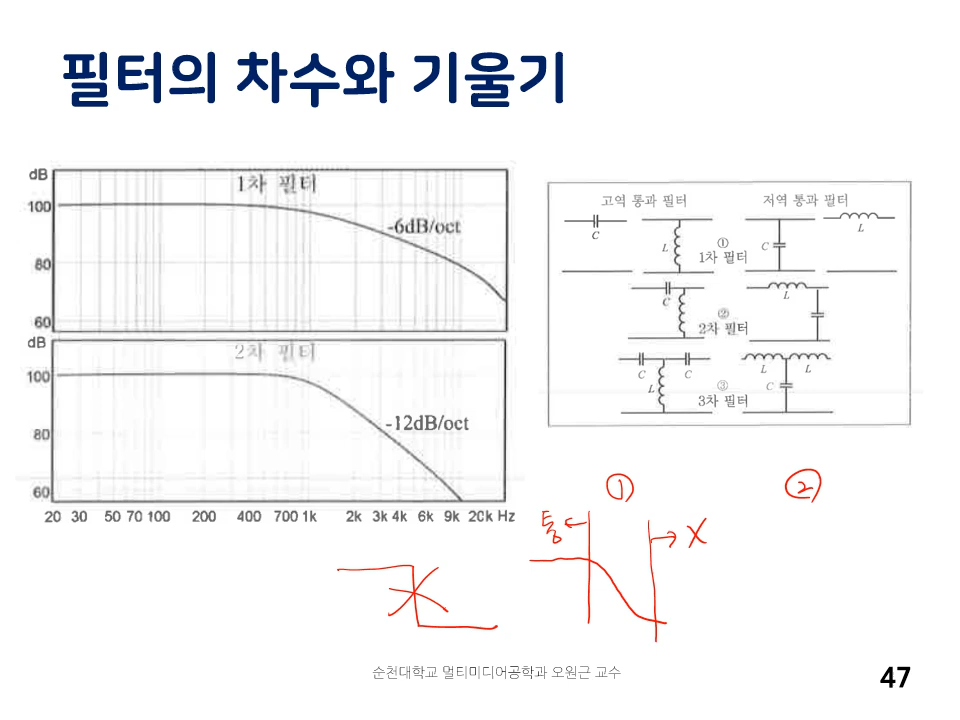 필터의 차수와 기울기
dB
1차 필터
100
-6dB/oct
80
60
dB
2차 필터
100
-12dB/oct
80
60
20 30 50 70 100 200 400 700 1k 2k 3k 4k 6k 9k 20k Hz
고역 통과 필터 저역 통과 필터
C L C L
①
1차 필터
C L
②
2차 필터
C C L L
L C
③
3차 필터
① ②
통 X
순천대학교 멀티미디어공학과 오원근 교수
47